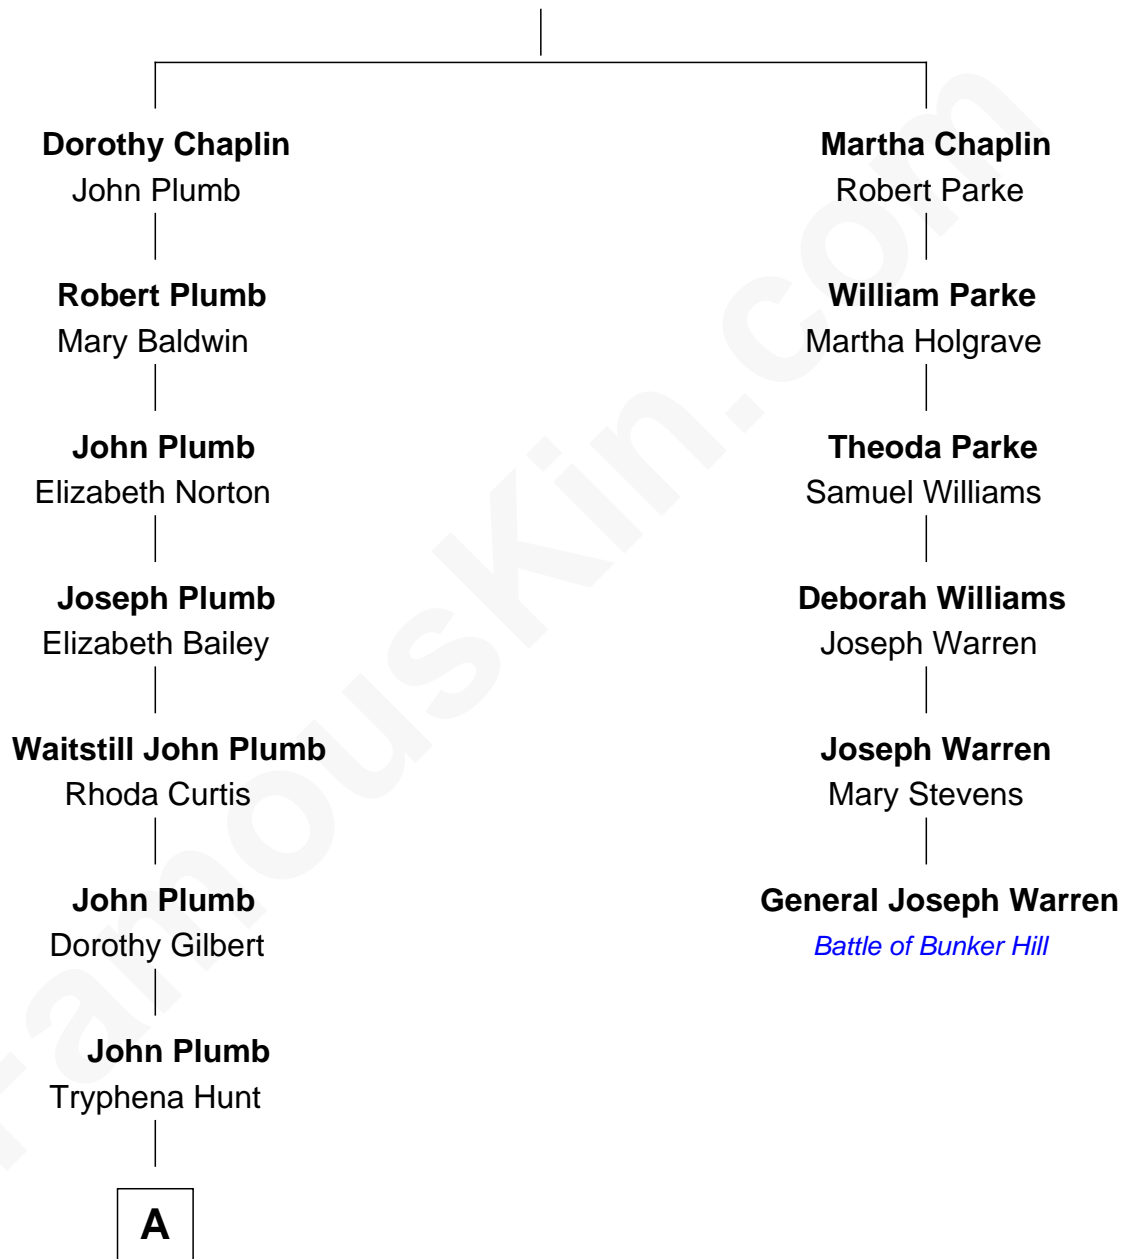 Dorothy Chaplin
John Plumb
Robert Plumb
Mary Baldwin
John Plumb
Elizabeth Norton
Joseph Plumb
Elizabeth Bailey
Waitstill John Plumb
Rhoda Curtis
John Plumb
Dorothy Gilbert
John Plumb
Tryphena Hunt
A
Martha Chaplin
Robert Parke
William Parke
Martha Holgrave
Theoda Parke
Samuel Williams
Deborah Williams
Joseph Warren
Joseph Warren
Mary Stevens
General Joseph Warren
Battle of Bunker Hill
FamousKin.com